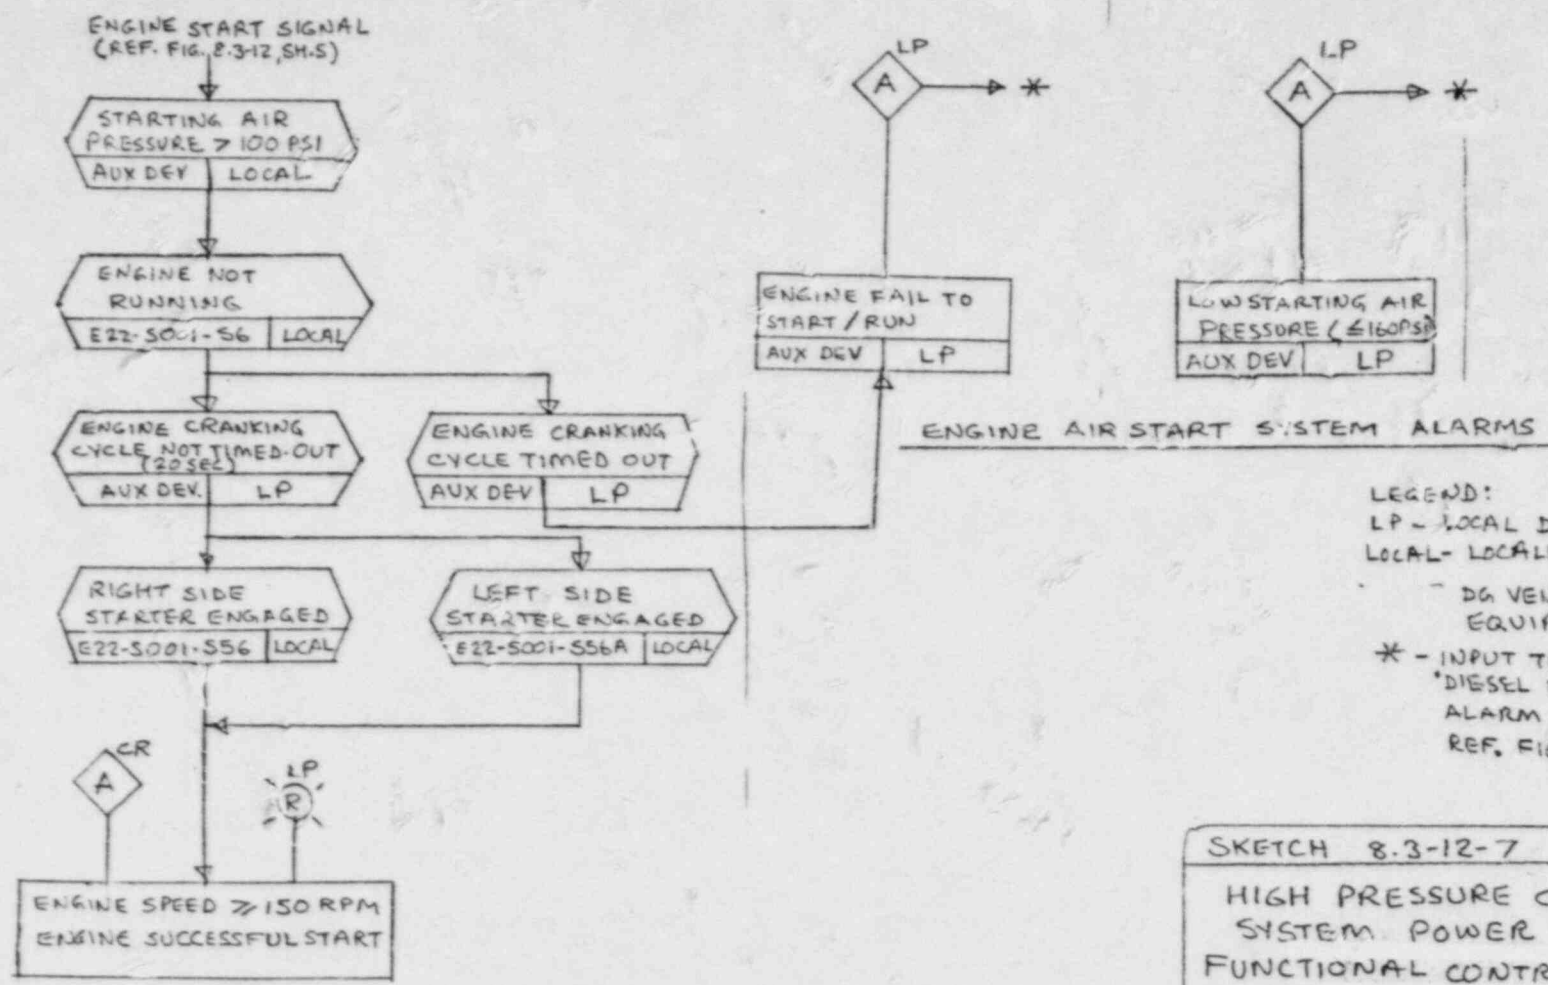 ENGINE START SIGNAL
(REF. FIG. 8.3-12, SH.5)
STARTING AIR
PRESSURE > 100 PSI
AUX DEV LOCAL
ENGINE NOT
RUNNING
E22-S001-S6 LOCAL
ENGINE CRANKING
CYCLE NOT TIMED-OUT
(20 SEC)
AUX DEV. LP
ENGINE CRANKING
CYCLE TIMED OUT
AUX DEV LP
RIGHT SIDE
STARTER ENGAGED
E22-S001-S56 LOCAL
LEFT SIDE
STARTER ENGAGED
E22-S001-S56A LOCAL
A CR
LP
R
ENGINE SPEED ≥ 150 RPM
ENGINE SUCCESSFUL START
A LP
*
ENGINE FAIL TO
START / RUN
AUX DEV LP
A LP
*
LOW STARTING AIR
PRESSURE (≤160PSI)
AUX DEV LP
ENGINE AIR START SYSTEM ALARMS
LEGEND:
LP - LOCAL D
LOCAL - LOCALL
DG VEN
EQUIP
* - INPUT T
DIESEL
ALARM
REF. FIG
SKETCH 8.3-12-7
HIGH PRESSURE C
SYSTEM POWER
FUNCTIONAL CONTR